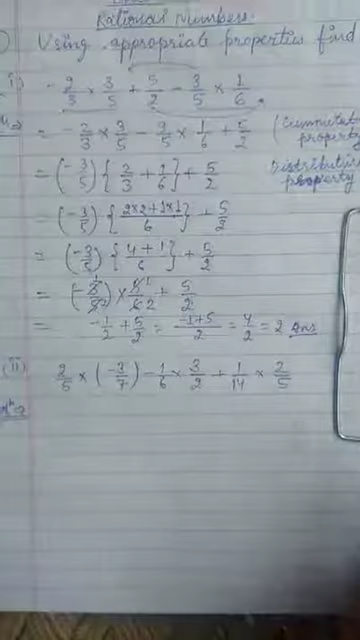 Rational Numbers.
Using appropriate properties find
i) -2/3 × 3/5 + 5/2 - 3/5 × 1/6.
= -2/3 × 3/5 - 3/5 × 1/6 + 5/2 (Commutat
property
= (-3/5) {2/3 + 1/6} + 5/2 Distributive
property
= (-3/5) {2×2+1×1/6} + 5/2
= (-3/5) {4+1/6} + 5/2
= (-3/5) × 5/6 2 + 5/2
= -1/2 + 5/2 = -1+5/2 = 4/2 = 2 Ans
(ii) 2/5 × (-3/7) - 1/6 × 3/2 + 1/14 × 2/5